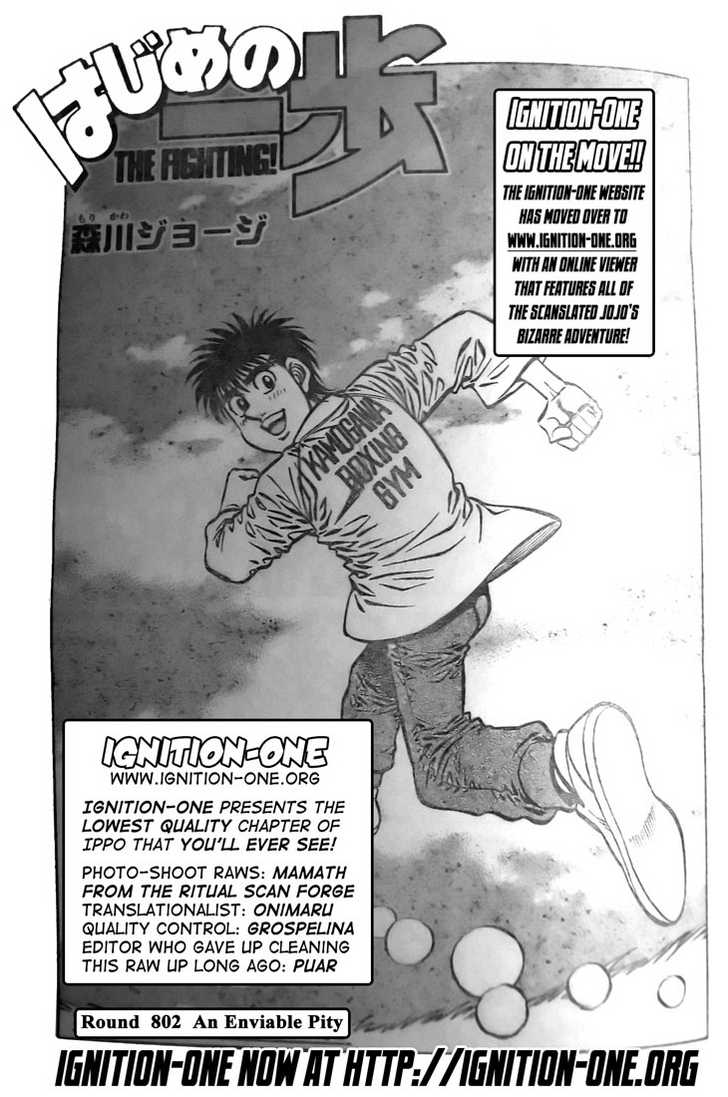 はじめの
一歩
THE FIGHTING!
もり かわ
森川ジョージ
IGNITION-ONE
ON THE MOVE!!
THE IGNITION-ONE WEBSITE
HAS MOVED OVER TO
WWW.IGNITION-ONE.ORG
WITH AN ONLINE VIEWER
THAT FEATURES ALL OF
THE SCANSLATED JOJO'S
BIZARRE ADVENTURE!
KAMOGAWA
BOXING
GYM
IGNITION-ONE
WWW.IGNITION-ONE.ORG
IGNITION-ONE PRESENTS THE
LOWEST QUALITY CHAPTER OF
IPPO THAT YOU'LL EVER SEE!
PHOTO-SHOOT RAWS: MAMATH
FROM THE RITUAL SCAN FORGE
TRANSLATIONALIST: ONIMARU
QUALITY CONTROL: GROSPELINA
EDITOR WHO GAVE UP CLEANING
THIS RAW UP LONG AGO: PUAR
Round 802 An Enviable Pity
IGNITION-ONE NOW AT HTTP://IGNITION-ONE.ORG